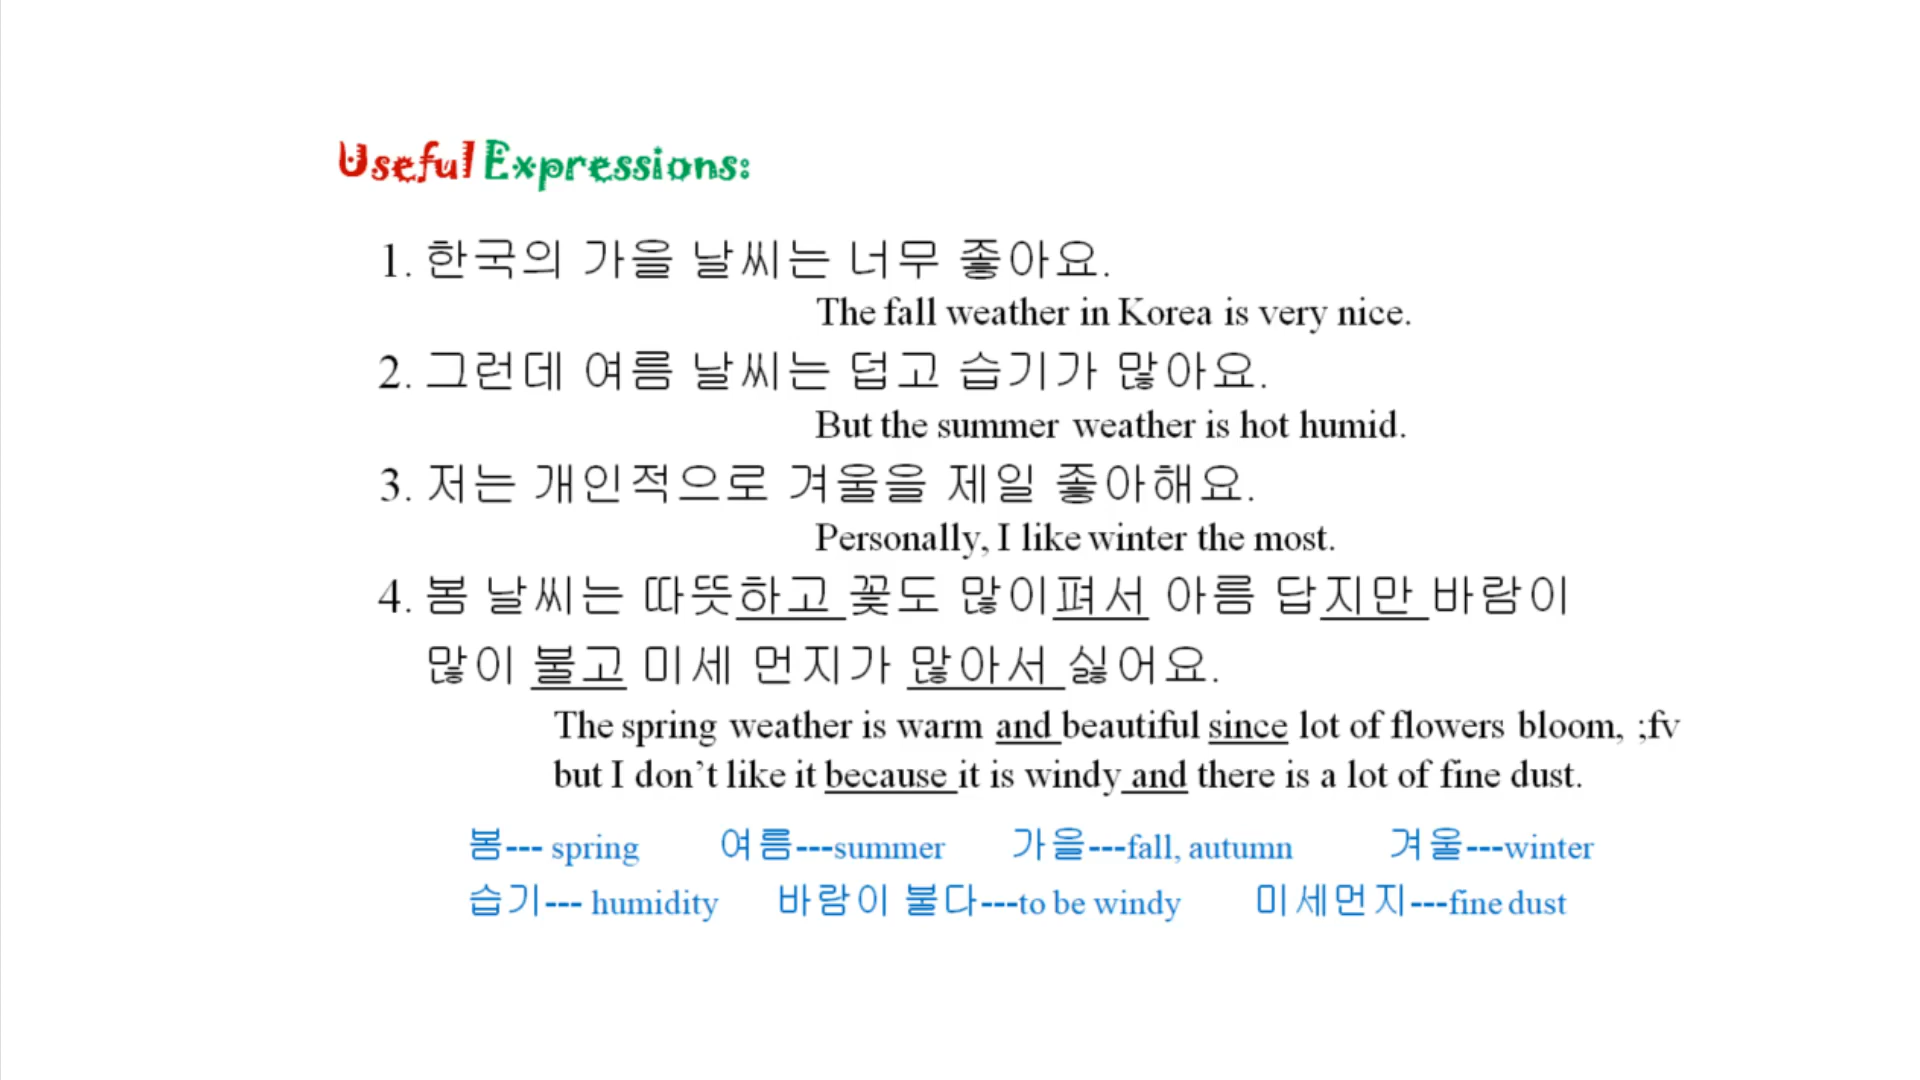 Useful Expressions:
1. 한국의 가을 날씨는 너무 좋아요.
The fall weather in Korea is very nice.
2. 그런데 여름 날씨는 덥고 습기가 많아요.
But the summer weather is hot humid.
3. 저는 개인적으로 겨울을 제일 좋아해요.
Personally, I like winter the most.
4. 봄 날씨는 따뜻하고 꽃도 많이펴서 아름 답지만 바람이
많이 불고 미세 먼지가 많아서 싫어요.
The spring weather is warm and beautiful since lot of flowers bloom, ;fv
but I don’t like it because it is windy and there is a lot of fine dust.
봄--- spring 여름---summer 가을---fall, autumn 겨울---winter
습기--- humidity 바람이 불다---to be windy 미세먼지---fine dust